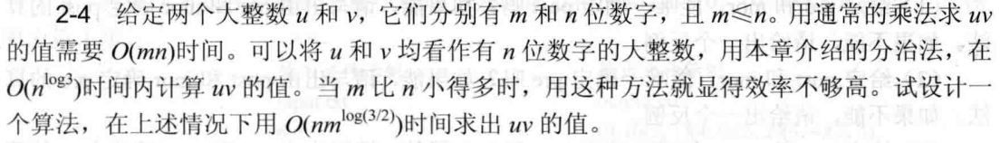 2-4 给定两个大整数 u 和 v，它们分别有 m 和 n 位数字，且 m≤n。用通常的乘法求 uv
的值需要 O(mn)时间。可以将 u 和 v 均看作有 n 位数字的大整数，用本章介绍的分治法，在
O(n^log3)时间内计算 uv 的值。当 m 比 n 小得多时，用这种方法就显得效率不够高。试设计一
个算法，在上述情况下用 O(nm^log(3/2))时间求出 uv 的值。